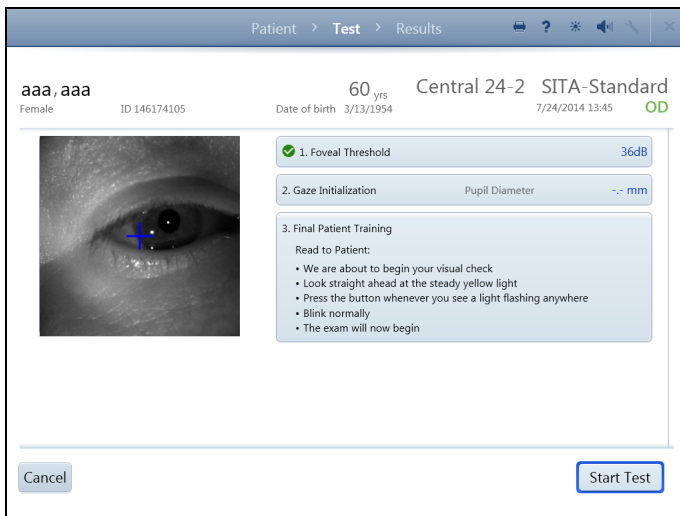 Patient > Test > Results
?
aaa, aaa
60 yrs
Central 24-2 SITA-Standard
Female ID 146174105 Date of birth 3/13/1954 7/24/2014 13:45 OD
1. Foveal Threshold 36dB
2. Gaze Initialization Pupil Diameter -.- mm
3. Final Patient Training
Read to Patient:
• We are about to begin your visual check
• Look straight ahead at the steady yellow light
• Press the button whenever you see a light flashing anywhere
• Blink normally
• The exam will now begin
Cancel Start Test